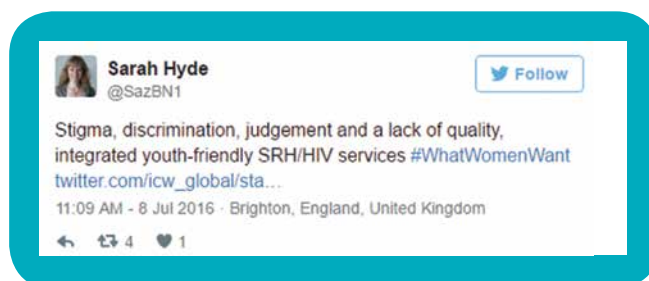 Sarah Hyde
Follow
@SazBN1
Stigma, discrimination, judgement and a lack of quality,
integrated youth-friendly SRH/HIV services #WhatWomenWant
twitter.com/icw_global/sta…
11:09 AM - 8 Jul 2016 · Brighton, England, United Kingdom
4 1